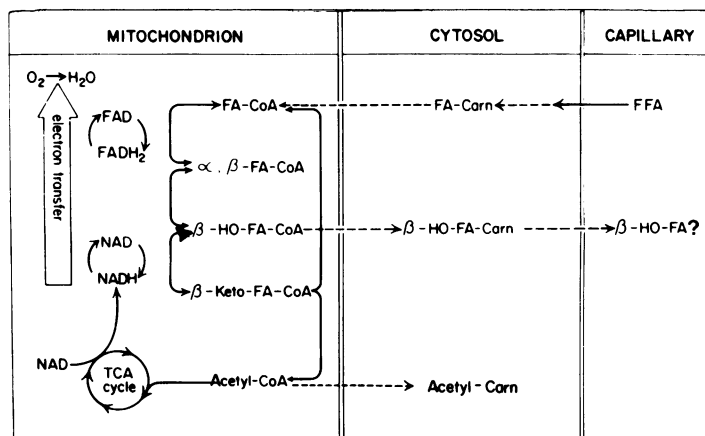 MITOCHONDRION CYTOSOL CAPILLARY
O₂ → H₂O
electron transfer
FAD
FADH₂
NAD
NADH
NAD
TCA
cycle
FA-CoA FA-Carn FFA
∝ . β-FA-CoA
β-HO-FA-CoA β-HO-FA-Carn β-HO-FA?
β-Keto-FA-CoA
Acetyl-CoA Acetyl-Carn